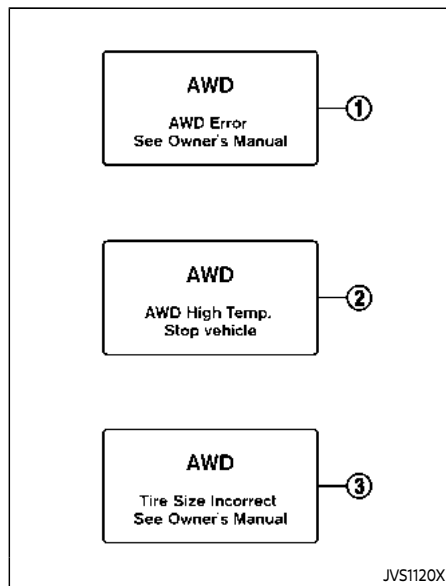 AWD
AWD Error
See Owner's Manual
1
AWD
AWD High Temp.
Stop vehicle
2
AWD
Tire Size Incorrect
See Owner's Manual
3
JVS1120X